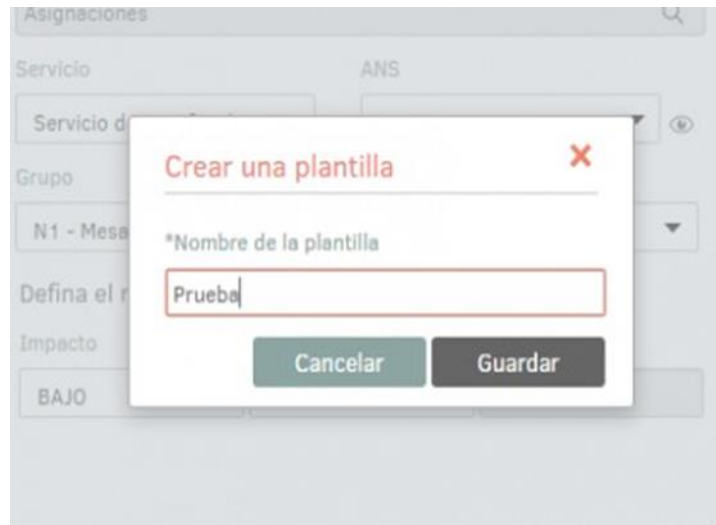 Asignaciones
Servicio ANS
Servicio d
Crear una plantilla
Grupo
N1 - Mesa
*Nombre de la plantilla
Defina el r
Prueba
Impacto
Cancelar Guardar
BAJO